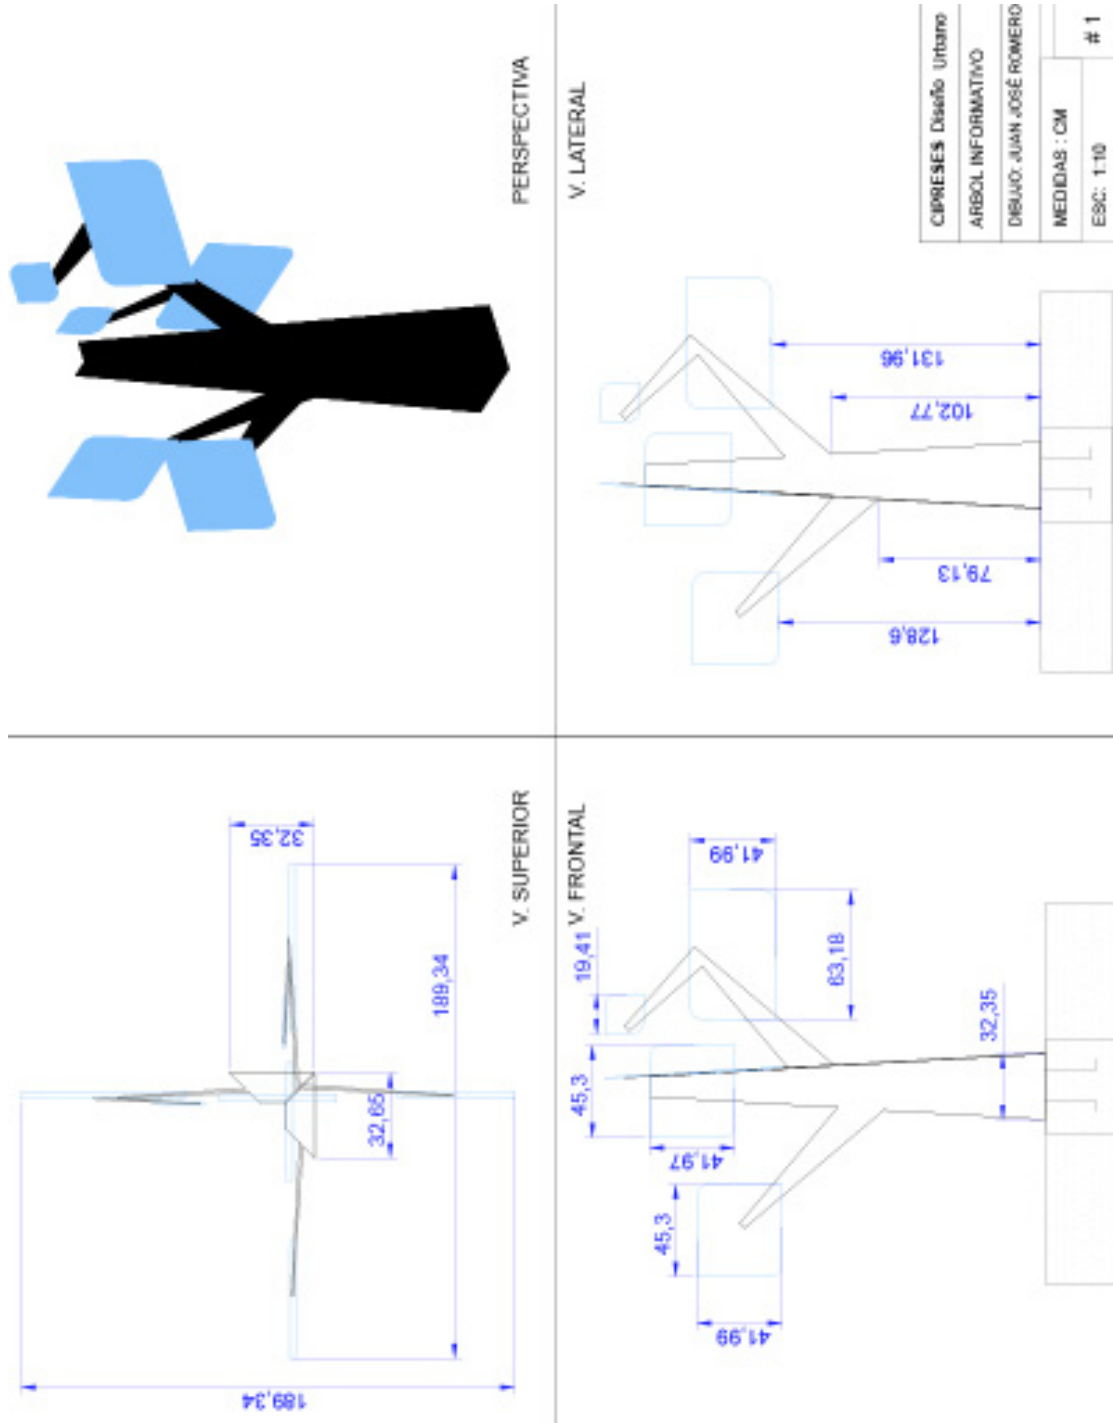 PERSPECTIVA
V. LATERAL
131,96
102,77
79,13
128,6
CIPRESES Diseño Urbano
ARBOL INFORMATIVO
DIBUJO: JUAN JOSÉ ROMERO
MEDIDAS : CM
ESC: 1:10
# 1
V. SUPERIOR
32,35
189,34
32,65
189,34
V. FRONTAL
41,99
19,41
63,18
45,3
41,97
32,35
45,3
41,99